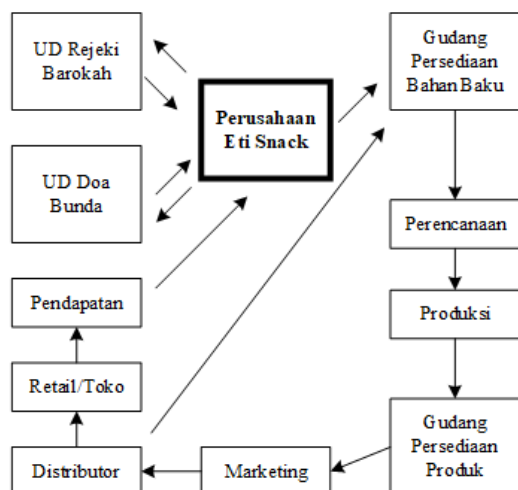 UD Rejeki
Barokah
Perusahaan
Eti Snack
Gudang
Persediaan
Bahan Baku
UD Doa
Bunda
Perencanaan
Pendapatan
Produksi
Retail/Toko
Gudang
Persediaan
Produk
Distributor
Marketing